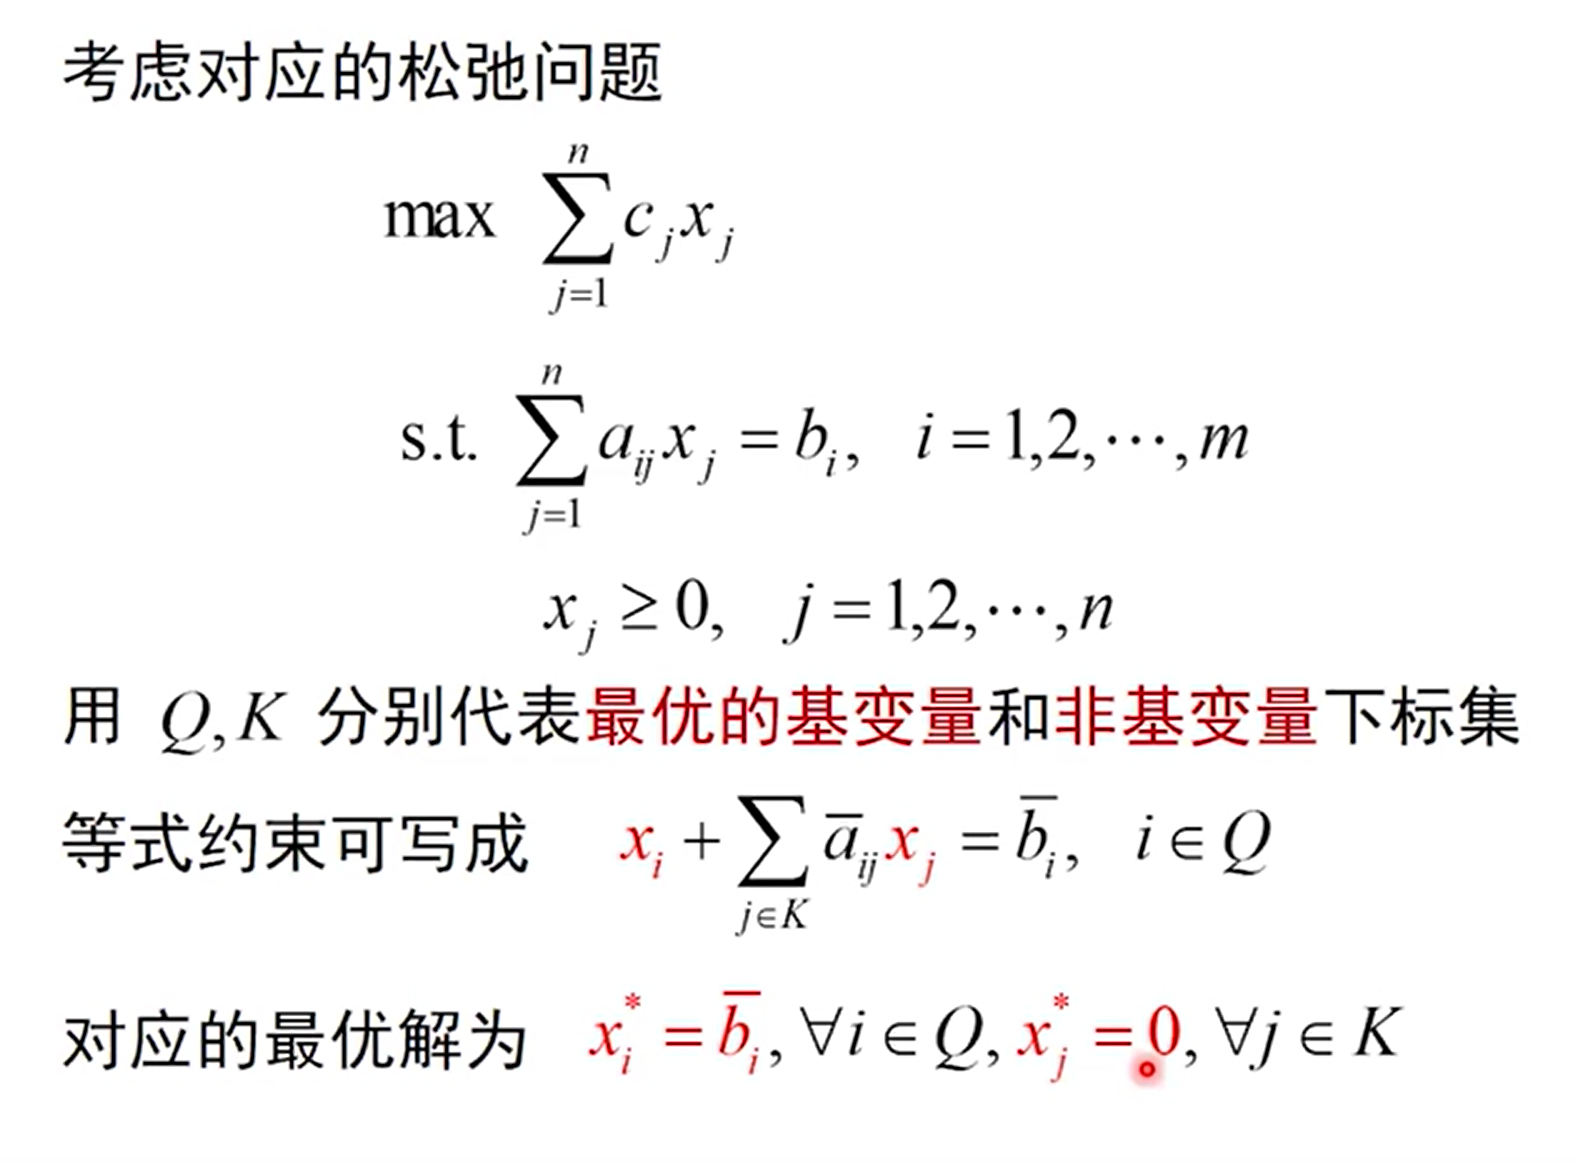 考虑对应的松弛问题
max $\sum_{j=1}^{n} c_j x_j$
s.t. $\sum_{j=1}^{n} a_{ij} x_j = b_i, \quad i = 1,2,\cdots,m$
$x_j \geq 0, \quad j = 1,2,\cdots,n$
用 $Q, K$ 分别代表最优的基变量和非基变量下标集
等式约束可写成 $x_i + \sum_{j \in K} \overline{a}_{ij} x_j = \overline{b}_i, \quad i \in Q$
对应的最优解为 $x_i^* = \overline{b}_i, \forall i \in Q, x_j^* = 0, \forall j \in K$